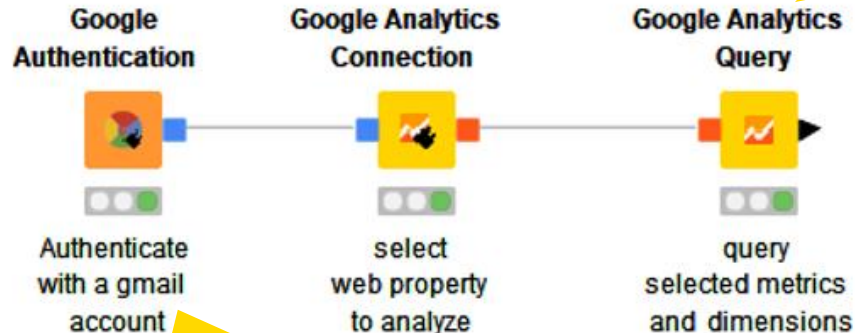 Google
Authentication
Google Analytics
Connection
Google Analytics
Query
Authenticate
with a gmail
account
select
web property
to analyze
query
selected metrics
and dimensions